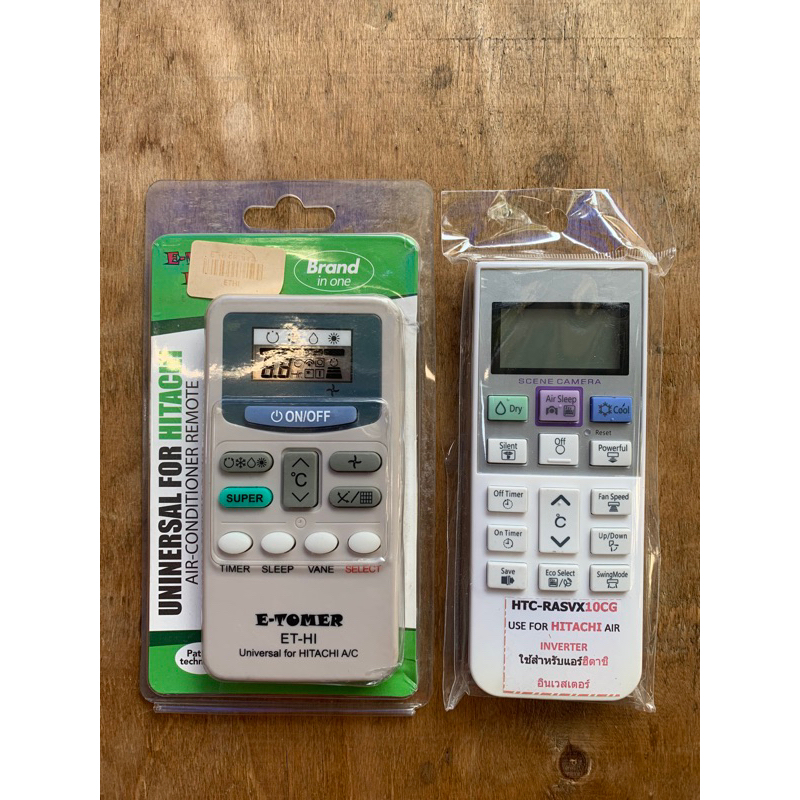 Brand
in one
UNINERSAL FOR HITACHI
AIR-CONDITIONER REMOTE
ON/OFF
°C
SUPER
TIMER SLEEP VANE SELECT
E-TOMER
ET-HI
Universal for HITACHI A/C
Pat
techn
SCENE CAMERA
Dry
Air Sleep
Cool
Reset
Silent
Off
Powerful
Off Timer
°C
Fan Speed
On Timer
Up/Down
Save
Eco Select
SwingMode
HTC-RASVX10CG
USE FOR HITACHI AIR
INVERTER
ใช้สำหรับแอร์ฮิตาชิ
อินเวสเตอร์